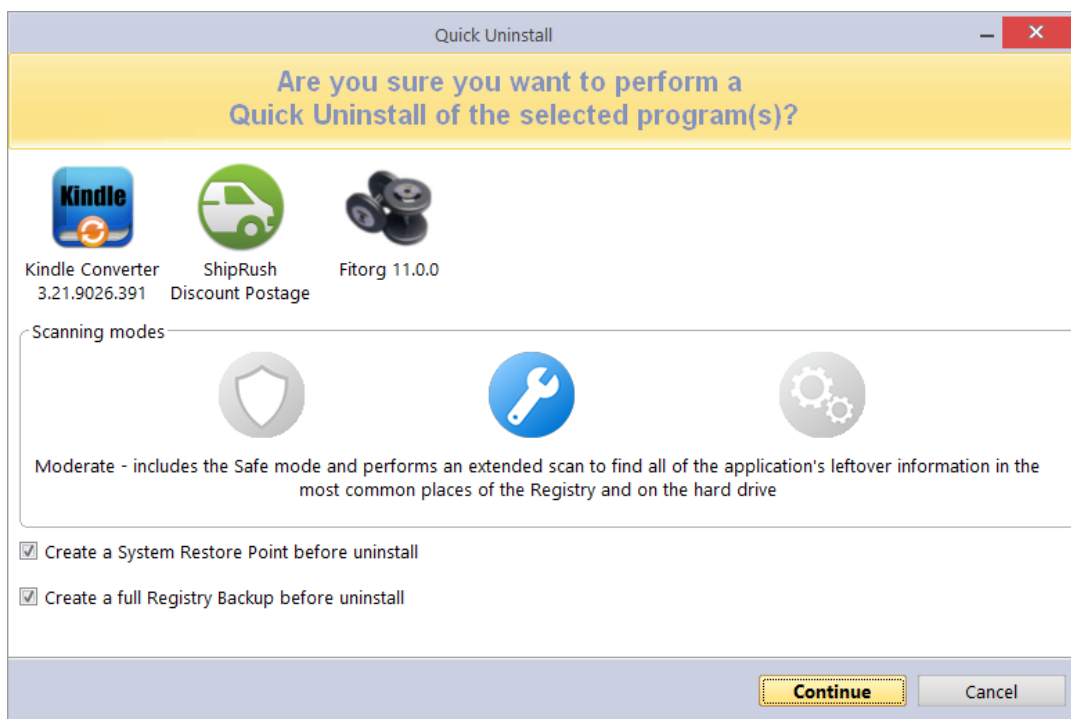 Quick Uninstall
Are you sure you want to perform a
Quick Uninstall of the selected program(s)?
Kindle
Kindle Converter
3.21.9026.391
ShipRush
Discount Postage
Fitorg 11.0.0
Scanning modes
Moderate - includes the Safe mode and performs an extended scan to find all of the application's leftover information in the
most common places of the Registry and on the hard drive
Create a System Restore Point before uninstall
Create a full Registry Backup before uninstall
Continue
Cancel